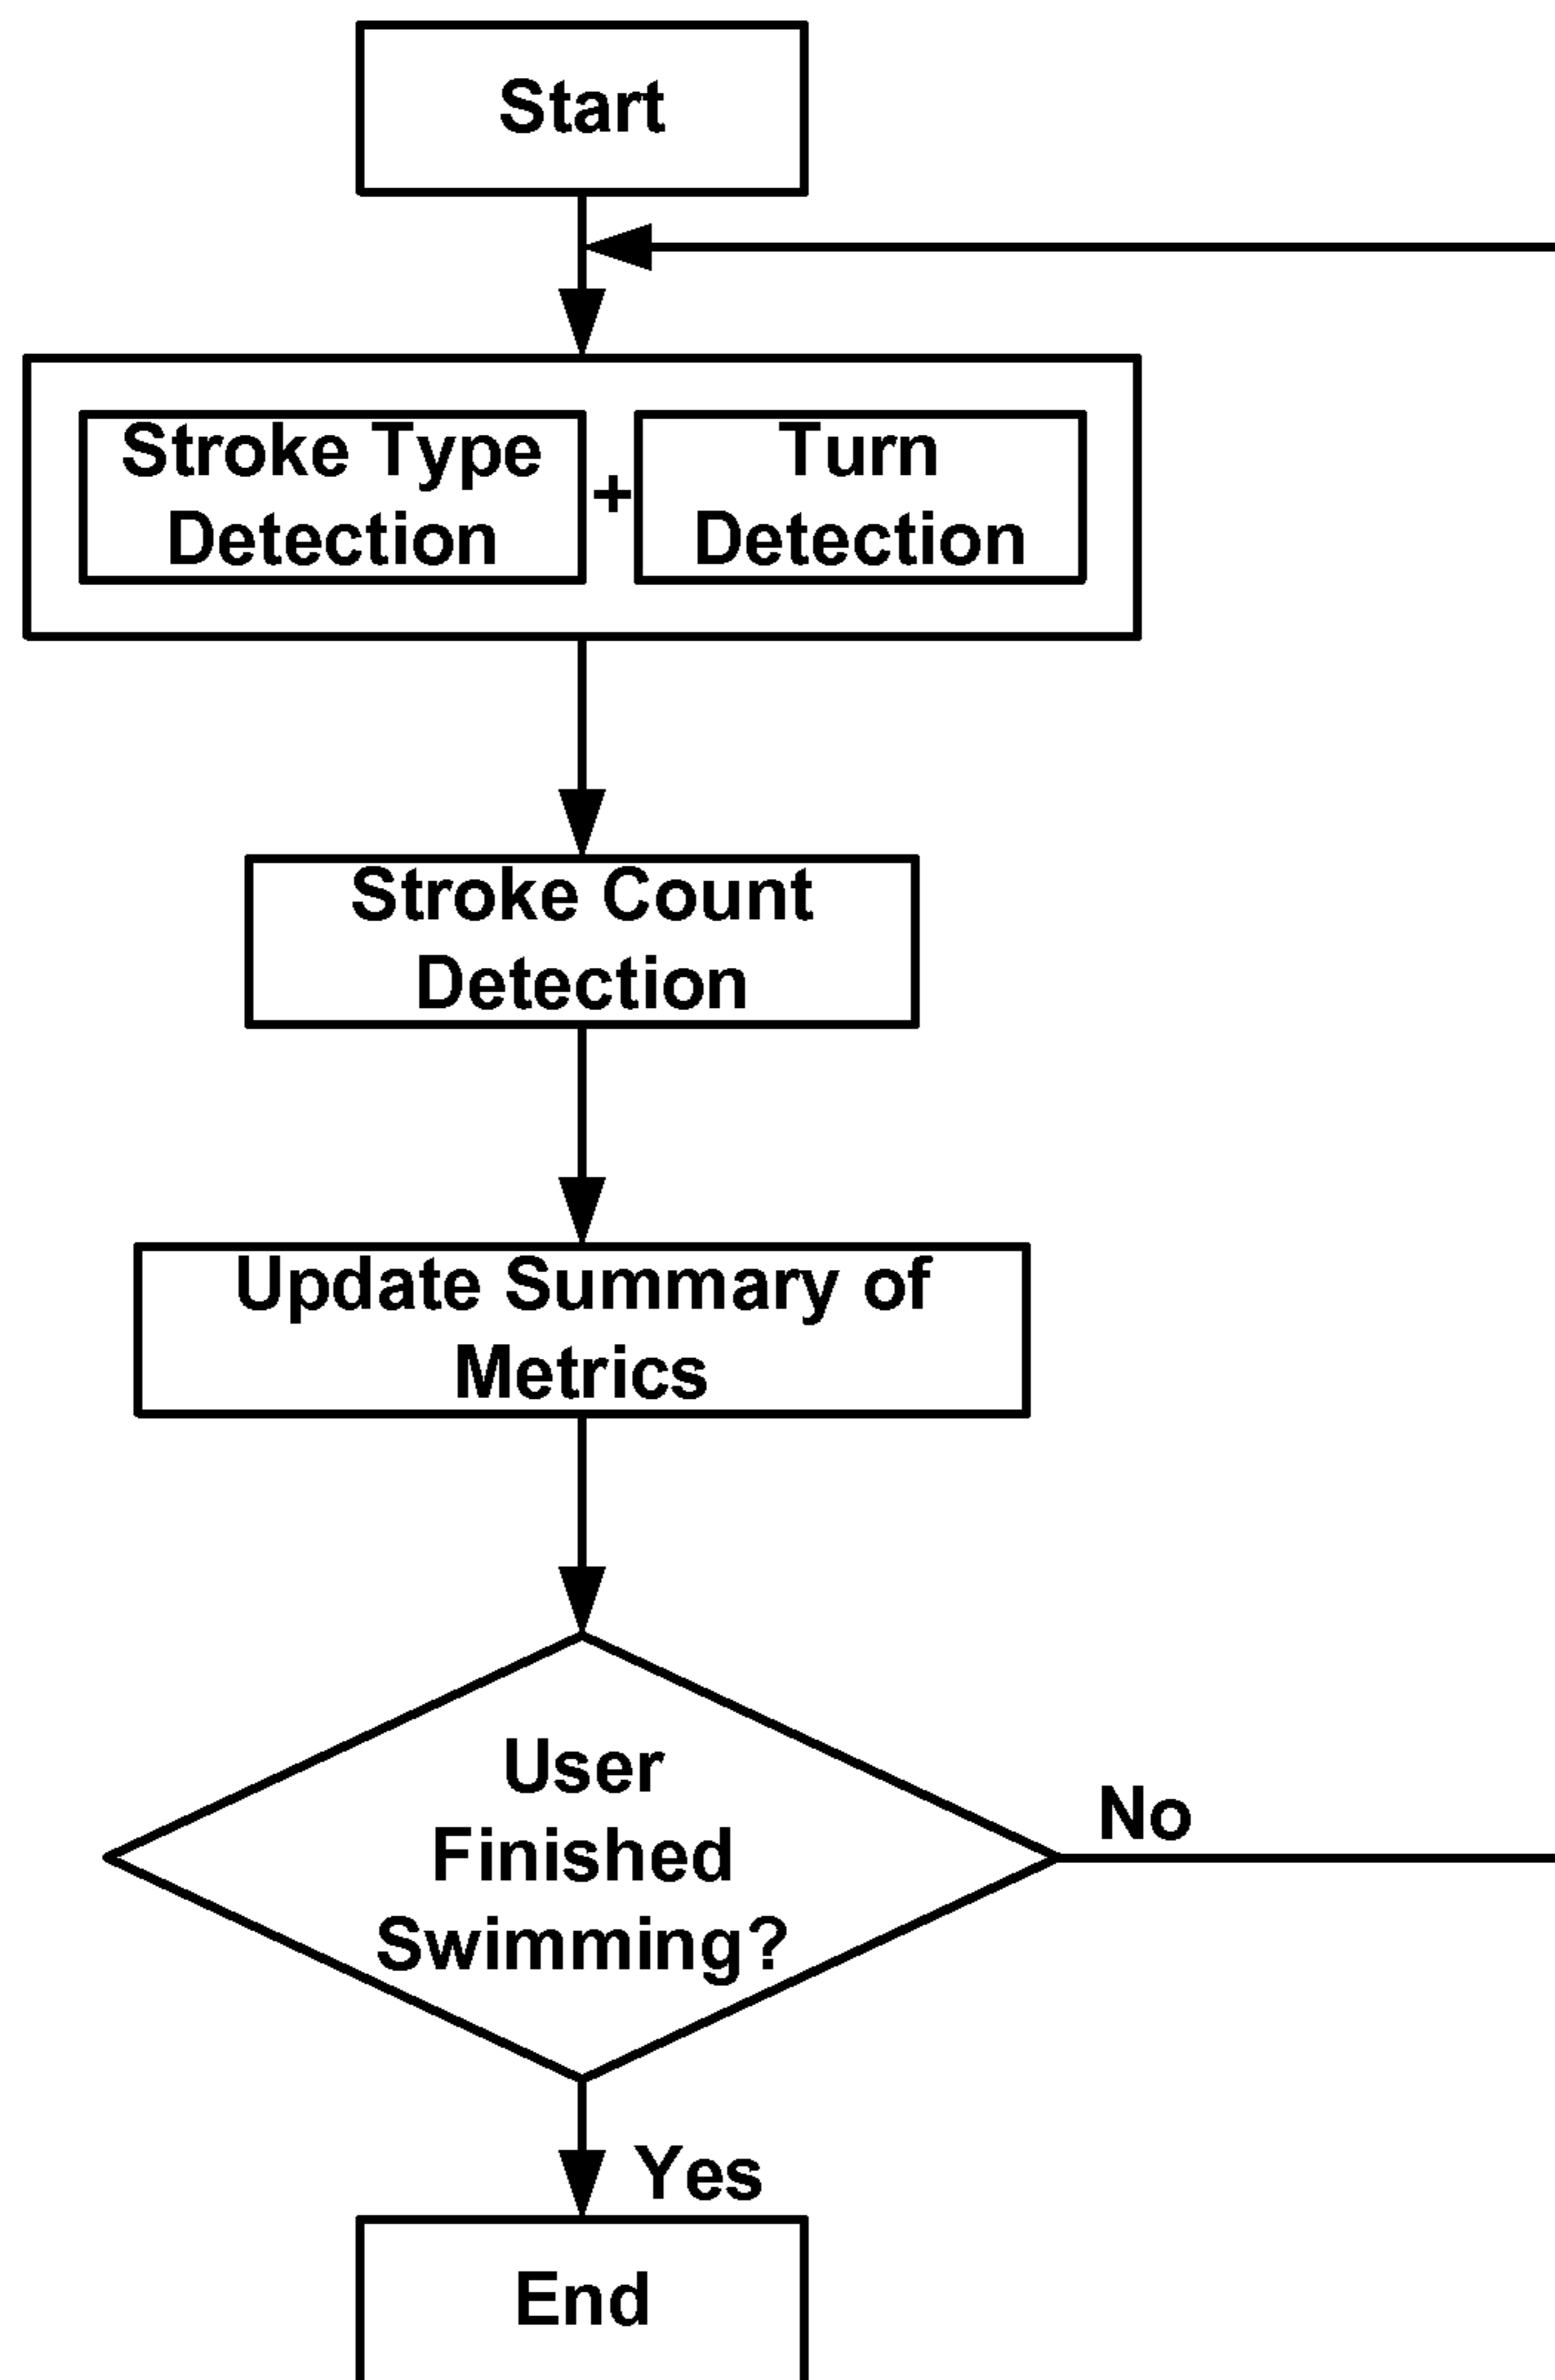 Start
Stroke Type
Detection
+
Turn
Detection
Stroke Count
Detection
Update Summary of
Metrics
User
Finished
Swimming?
No
Yes
End